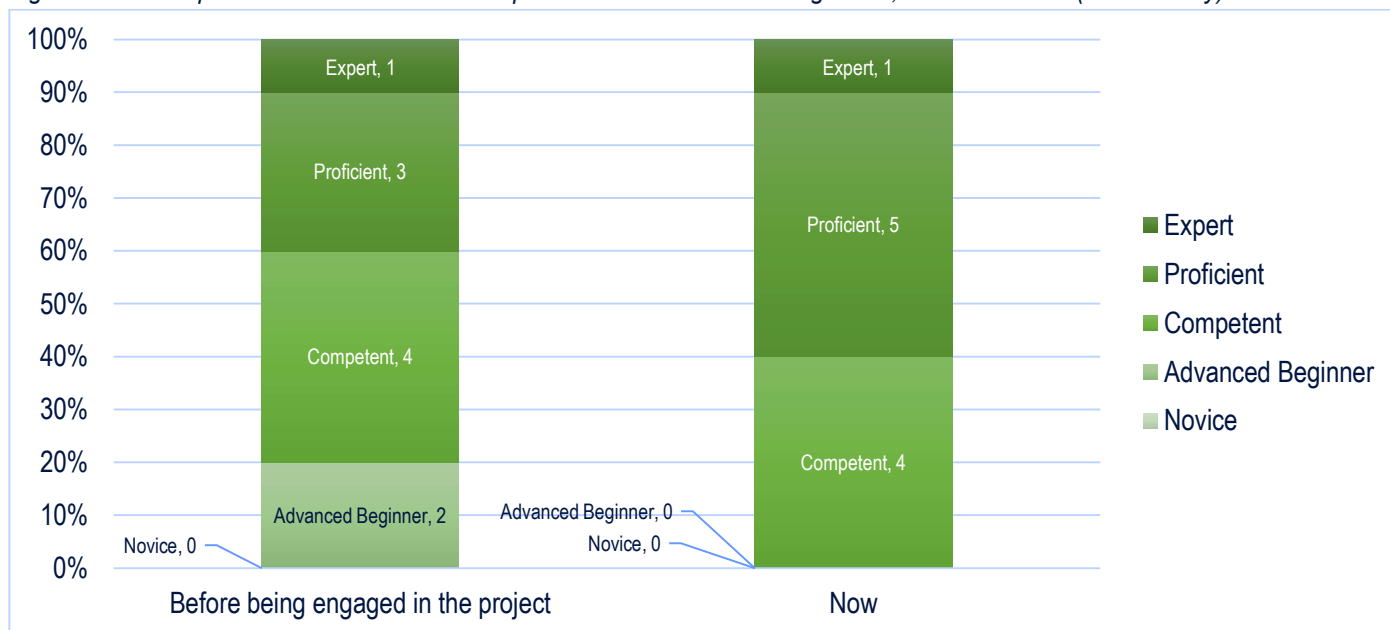 100%
90%
80%
70%
60%
50%
40%
30%
20%
10%
0%
Expert, 1
Proficient, 3
Competent, 4
Advanced Beginner, 2
Novice, 0
Expert, 1
Proficient, 5
Competent, 4
Advanced Beginner, 0
Novice, 0
Before being engaged in the project
Now
Expert
Proficient
Competent
Advanced Beginner
Novice